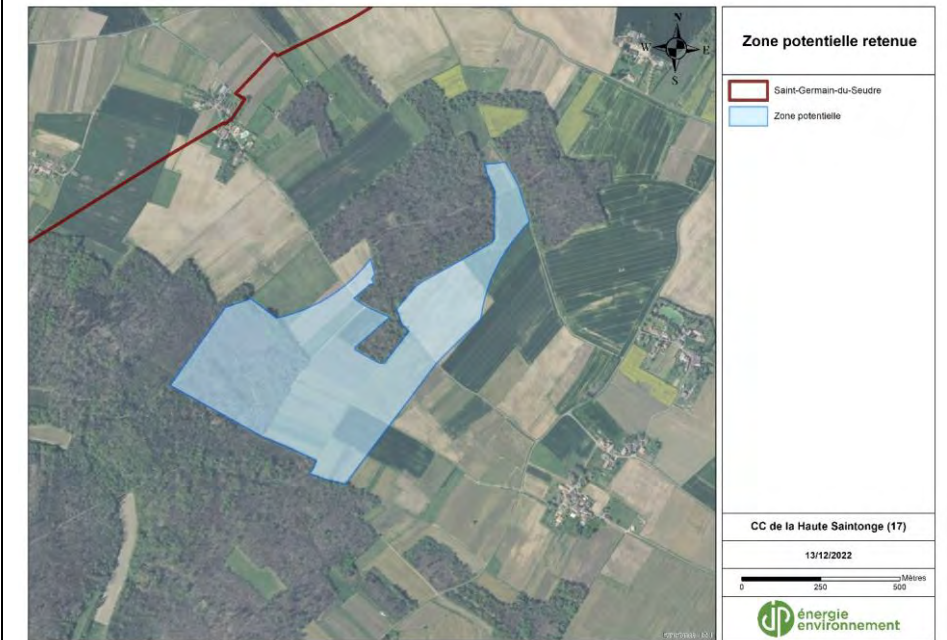 N
W
E
S
Zone potentielle retenue
Saint-Germain-du-Seudre
Zone potentielle
CC de la Haute Saintonge (17)
13/12/2022
Mètres
0 250 500
énergie
environnement